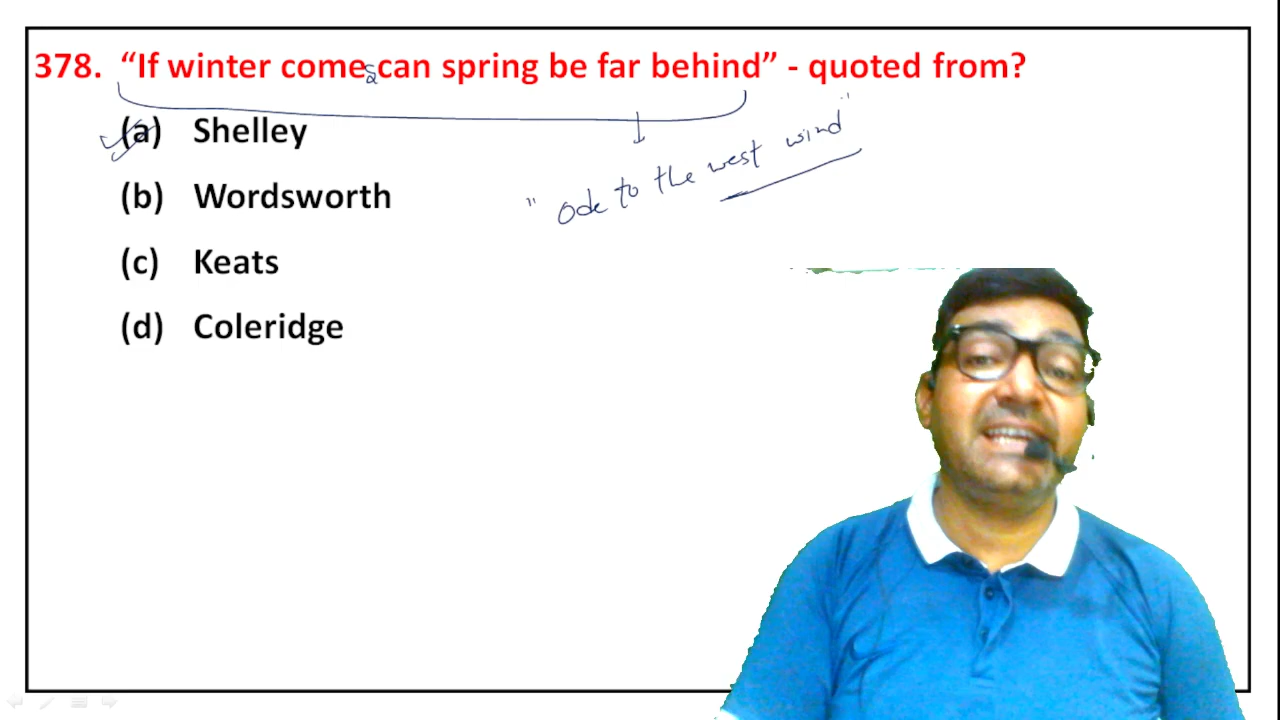 378. “If winter comes can spring be far behind” - quoted from?
(a) Shelley
" Ode to the west wind "
(b) Wordsworth
(c) Keats
(d) Coleridge